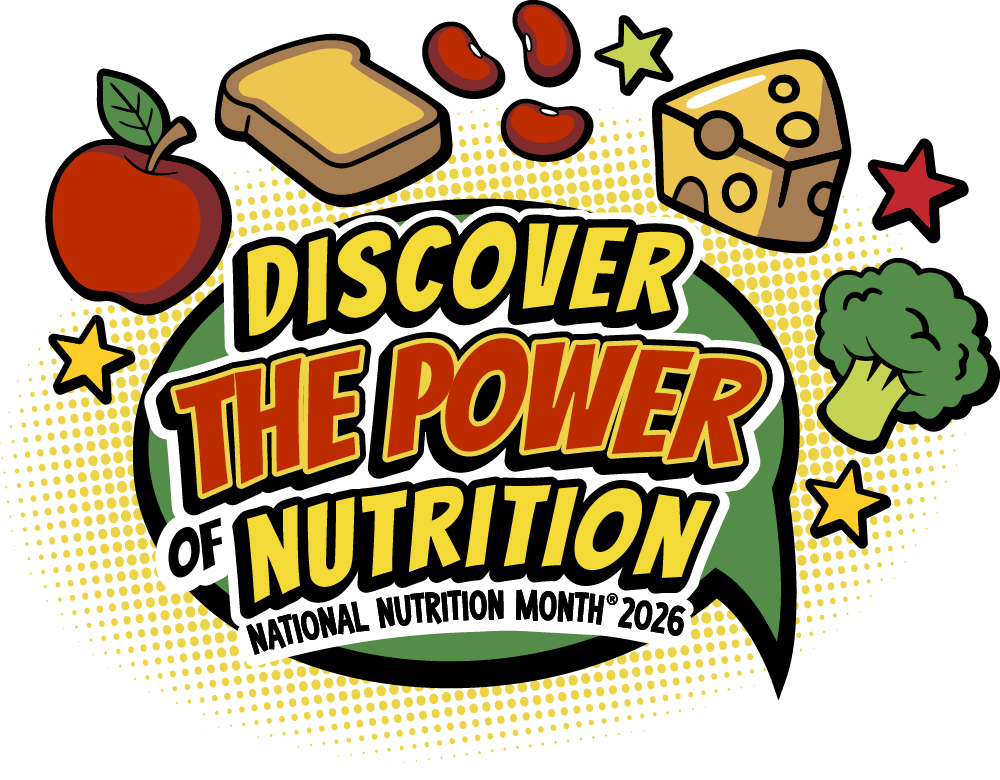 DISCOVER
THE POWER
OF NUTRITION
NATIONAL NUTRITION MONTH® 2026